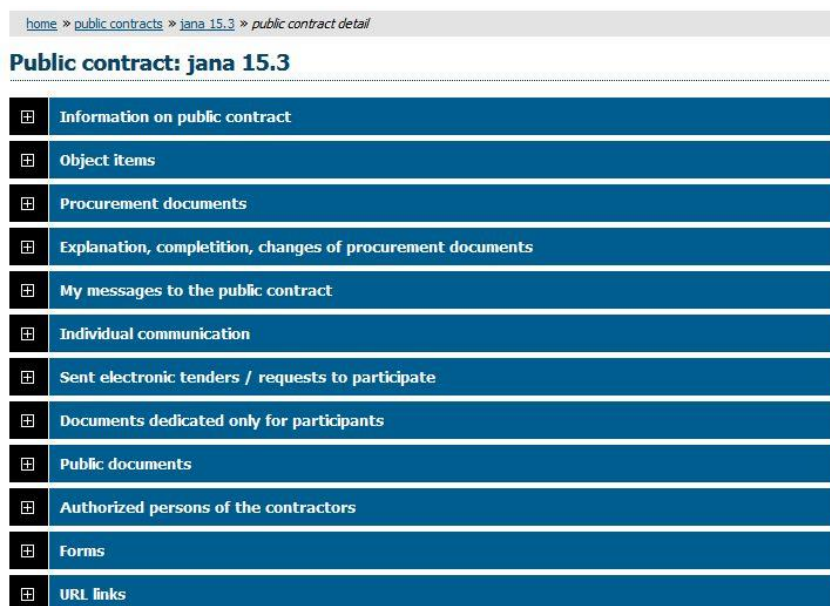 home » public contracts » jana 15.3 » public contract detail
Public contract: jana 15.3
Information on public contract
Object items
Procurement documents
Explanation, completition, changes of procurement documents
My messages to the public contract
Individual communication
Sent electronic tenders / requests to participate
Documents dedicated only for participants
Public documents
Authorized persons of the contractors
Forms
URL links